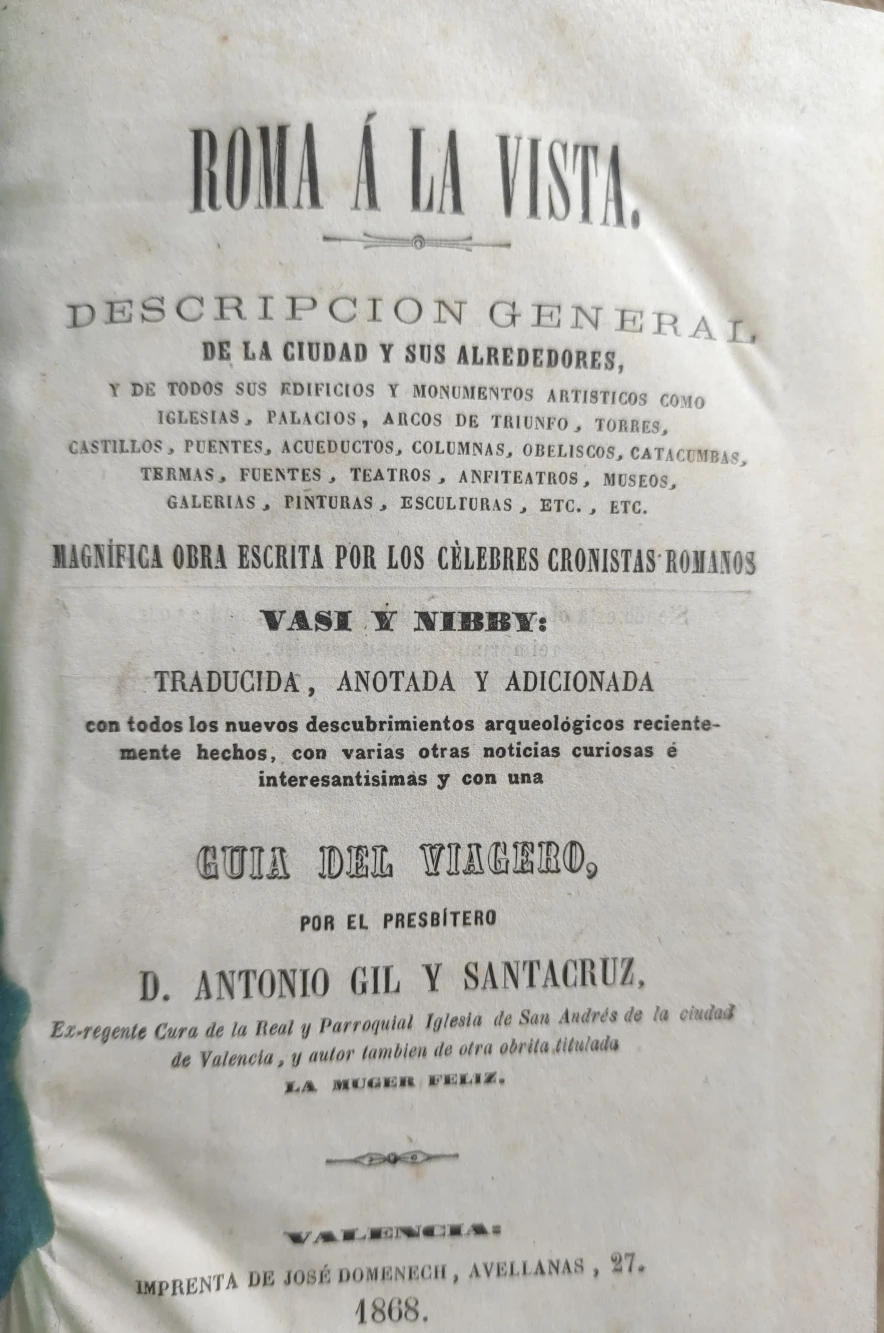 ROMA Á LA VISTA.
DESCRIPCION GENERAL
DE LA CIUDAD Y SUS ALREDEDORES,
Y DE TODOS SUS EDIFICIOS Y MONUMENTOS ARTISTICOS COMO
IGLESIAS, PALACIOS, ARCOS DE TRIUNFO, TORRES,
CASTILLOS, PUENTES, ACUEDUCTOS, COLUMNAS, OBELISCOS, CATACUMBAS,
TERMAS, FUENTES, TEATROS, ANFITEATROS, MUSEOS,
GALERIAS, PINTURAS, ESCULTURAS, ETC., ETC.
MAGNÍFICA OBRA ESCRITA POR LOS CÈLEBRES CRONISTAS ROMANOS
VASI Y NIBBY:
TRADUCIDA, ANOTADA Y ADICIONADA
con todos los nuevos descubrimientos arqueológicos reciente-
mente hechos, con varias otras noticias curiosas é
interesantísimas y con una
GUIA DEL VIAGERO,
POR EL PRESBÍTERO
D. ANTONIO GIL Y SANTACRUZ,
Ex-regente Cura de la Real y Parroquial Iglesia de San Andrés de la ciudad
de Valencia, y autor tambien de otra obrita titulada
LA MUGER FELIZ.
VALENCIA:
IMPRENTA DE JOSÉ DOMENECH, AVELLANAS, 27.
1868.